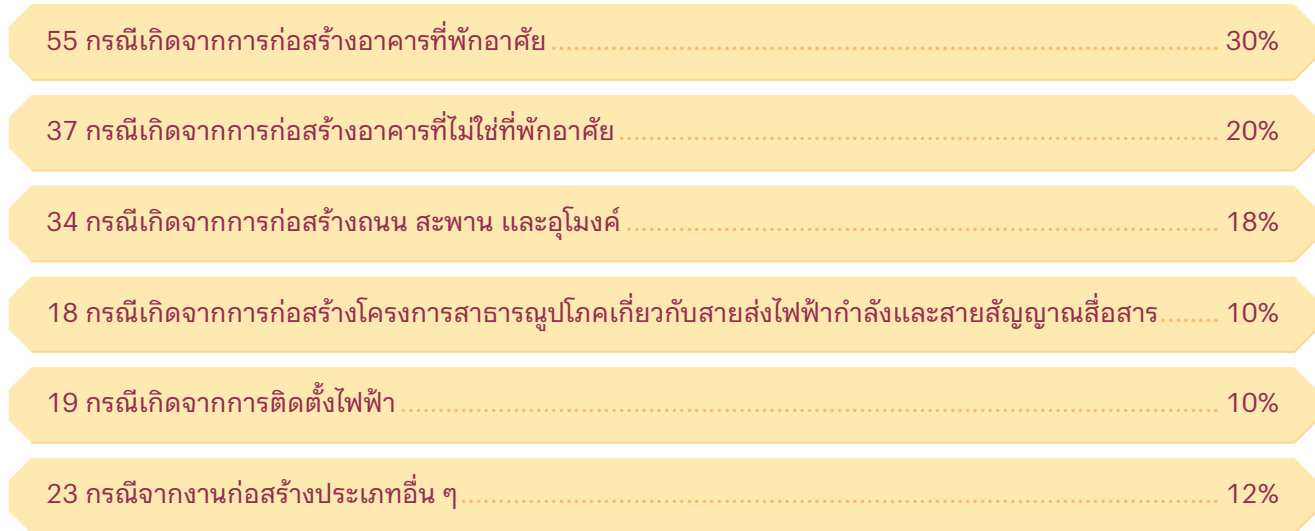 55 กรณีเกิดจากการก่อสร้างอาคารที่พักอาศัย 30%
37 กรณีเกิดจากการก่อสร้างอาคารที่ไม่ใช่ที่พักอาศัย 20%
34 กรณีเกิดจากการก่อสร้างถนน สะพาน และอุโมงค์ 18%
18 กรณีเกิดจากการก่อสร้างโครงการสาธารณูปโภคเกี่ยวกับสายส่งไฟฟ้ากำลังและสายสัญญาณสื่อสาร 10%
19 กรณีเกิดจากการติดตั้งไฟฟ้า 10%
23 กรณีจากงานก่อสร้างประเภทอื่น ๆ 12%